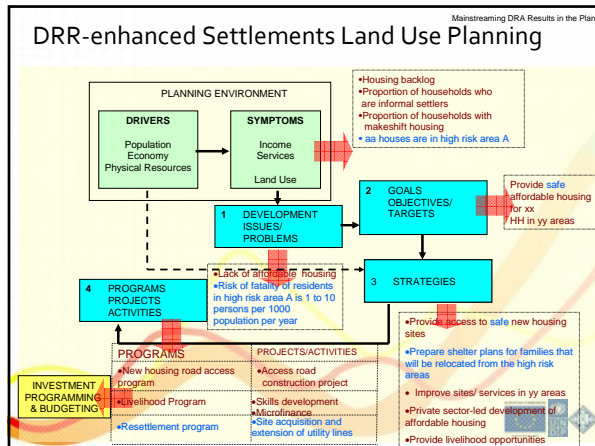 Mainstreaming DRA Results in the Plan
DRR-enhanced Settlements Land Use Planning
PLANNING ENVIRONMENT
DRIVERS
Population
Economy
Physical Resources
SYMPTOMS
Income
Services
Land Use
•Housing backlog
•Proportion of households who
are informal settlers
•Proportion of households with
makeshift housing
• aa houses are in high risk area A
1 DEVELOPMENT
ISSUES/
PROBLEMS
2 GOALS
OBJECTIVES/
TARGETS
Provide safe
affordable housing
for xx
HH in yy areas
•Lack of affordable housing
•Risk of fatality of residents
in high risk area A is 1 to 10
persons per 1000
population per year
3 STRATEGIES
4 PROGRAMS
PROJECTS
ACTIVITIES
•Provide access to safe new housing
sites
•Prepare shelter plans for families that
will be relocated from the high risk
areas
• Improve sites/ services in yy areas
•Private sector-led development of
affordable housing
•Provide livelihood opportunities
PROGRAMS
PROJECTS/ACTIVITIES
•New housing road access
program
•Access road
construction project
•Livelihood Program
•Skills development
•Microfinance
•Resettlement program
•Site acquisition and
extension of utility lines
INVESTMENT
PROGRAMMING
& BUDGETING